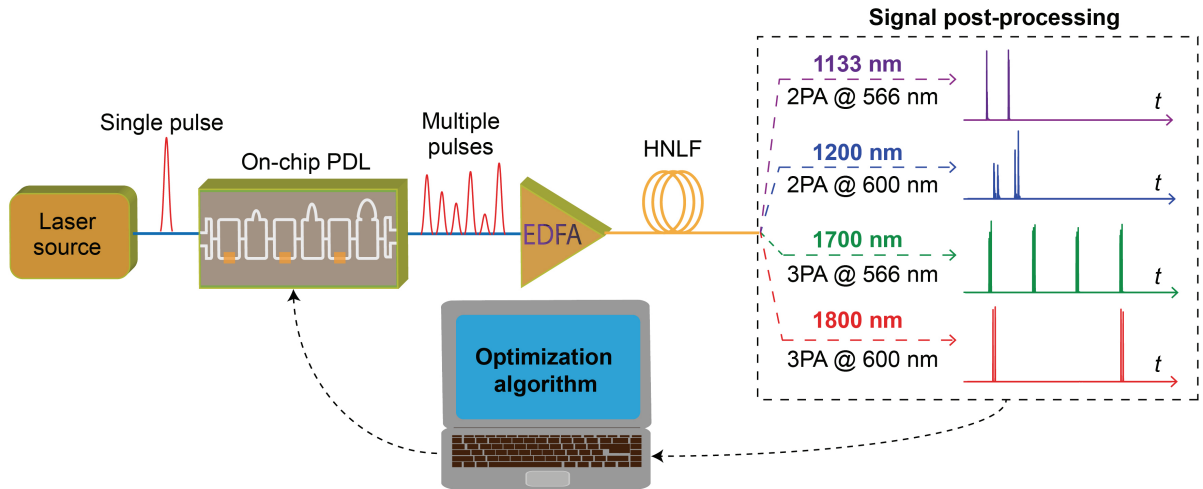 Signal post-processing
Single pulse
On-chip PDL
Multiple
pulses
HNLF
Laser
source
EDFA
1133 nm
2PA @ 566 nm
t
1200 nm
2PA @ 600 nm
t
1700 nm
3PA @ 566 nm
t
1800 nm
3PA @ 600 nm
t
Optimization
algorithm